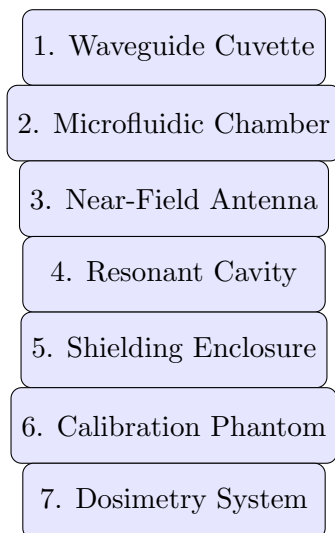 1. Waveguide Cuvette
2. Microfluidic Chamber
3. Near-Field Antenna
4. Resonant Cavity
5. Shielding Enclosure
6. Calibration Phantom
7. Dosimetry System